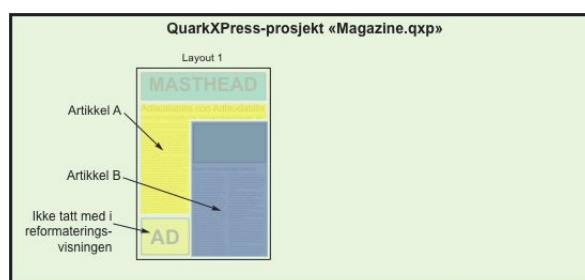 QuarkXPress-prosjekt «Magazine.qxp»
Layout 1
MASTHEAD
Artikkel A
Artikkel B
Ikke tatt med i
reformaterings-
visningen
AD